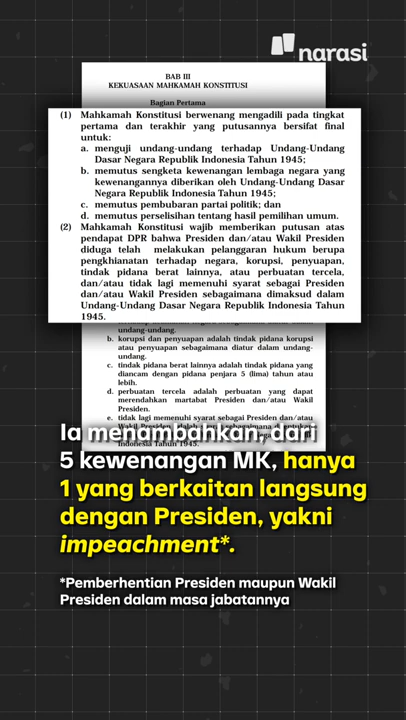 narasi
BAB III
KEKUASAAN MAHKAMAH KONSTITUSI
Bagian Pertama
(1) Mahkamah Konstitusi berwenang mengadili pada tingkat
pertama dan terakhir yang putusannya bersifat final
untuk:
a. menguji undang-undang terhadap Undang-Undang
Dasar Negara Republik Indonesia Tahun 1945;
b. memutus sengketa kewenangan lembaga negara yang
kewenangannya diberikan oleh Undang-Undang Dasar
Negara Republik Indonesia Tahun 1945;
c. memutus pembubaran partai politik; dan
d. memutus perselisihan tentang hasil pemilihan umum.
(2) Mahkamah Konstitusi wajib memberikan putusan atas
pendapat DPR bahwa Presiden dan/atau Wakil Presiden
diduga telah melakukan pelanggaran hukum berupa
pengkhianatan terhadap negara, korupsi, penyuapan,
tindak pidana berat lainnya, atau perbuatan tercela,
dan/atau tidak lagi memenuhi syarat sebagai Presiden
dan/atau Wakil Presiden sebagaimana dimaksud dalam
Undang-Undang Dasar Negara Republik Indonesia Tahun
1945.
undang-undang.
b. korupsi dan penyuapan adalah tindak pidana korupsi
atau penyuapan sebagaimana diatur dalam undang-
undang.
c. tindak pidana berat lainnya adalah tindak pidana yang
diancam dengan pidana penjara 5 (lima) tahun atau
lebih.
d. perbuatan tercela adalah perbuatan yang dapat
merendahkan martabat Presiden dan/atau Wakil
Presiden.
e. tidak lagi memenuhi syarat sebagai Presiden dan/atau
Indonesia Tahun 1945.
Ia menambahkan, dari
5 kewenangan MK, hanya
1 yang berkaitan langsung
dengan Presiden, yakni
impeachment*.
*Pemberhentian Presiden maupun Wakil
Presiden dalam masa jabatannya